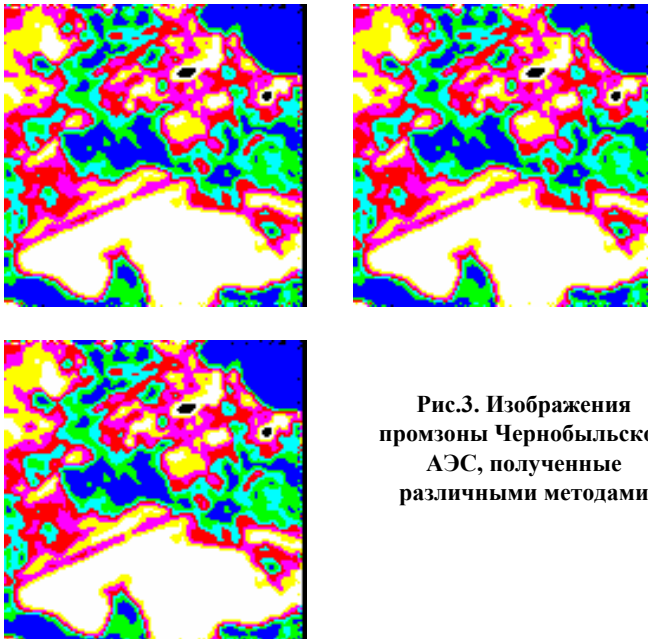 Рис.3. Изображения
промзоны Чернобыльско
АЭС, полученные
различными методами